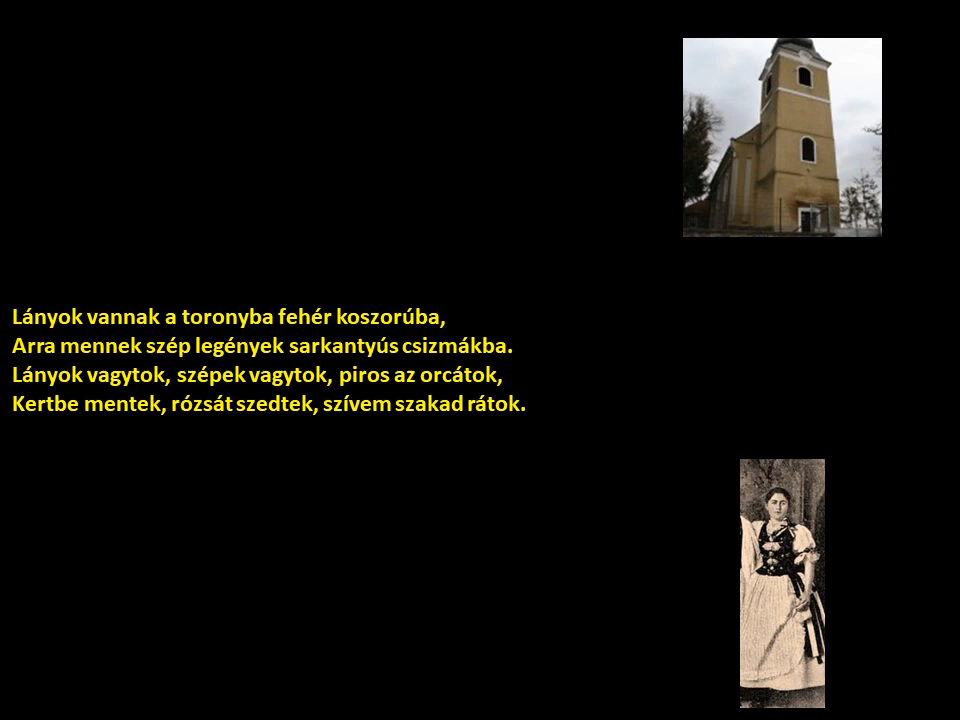 Lányok vannak a toronyba fehér koszorúba,
Arra mennek szép legények sarkantyús csizmákba.
Lányok vagytok, szépek vagytok, piros az orcátok,
Kertbe mentek, rózsát szedtek, szívem szakad rátok.